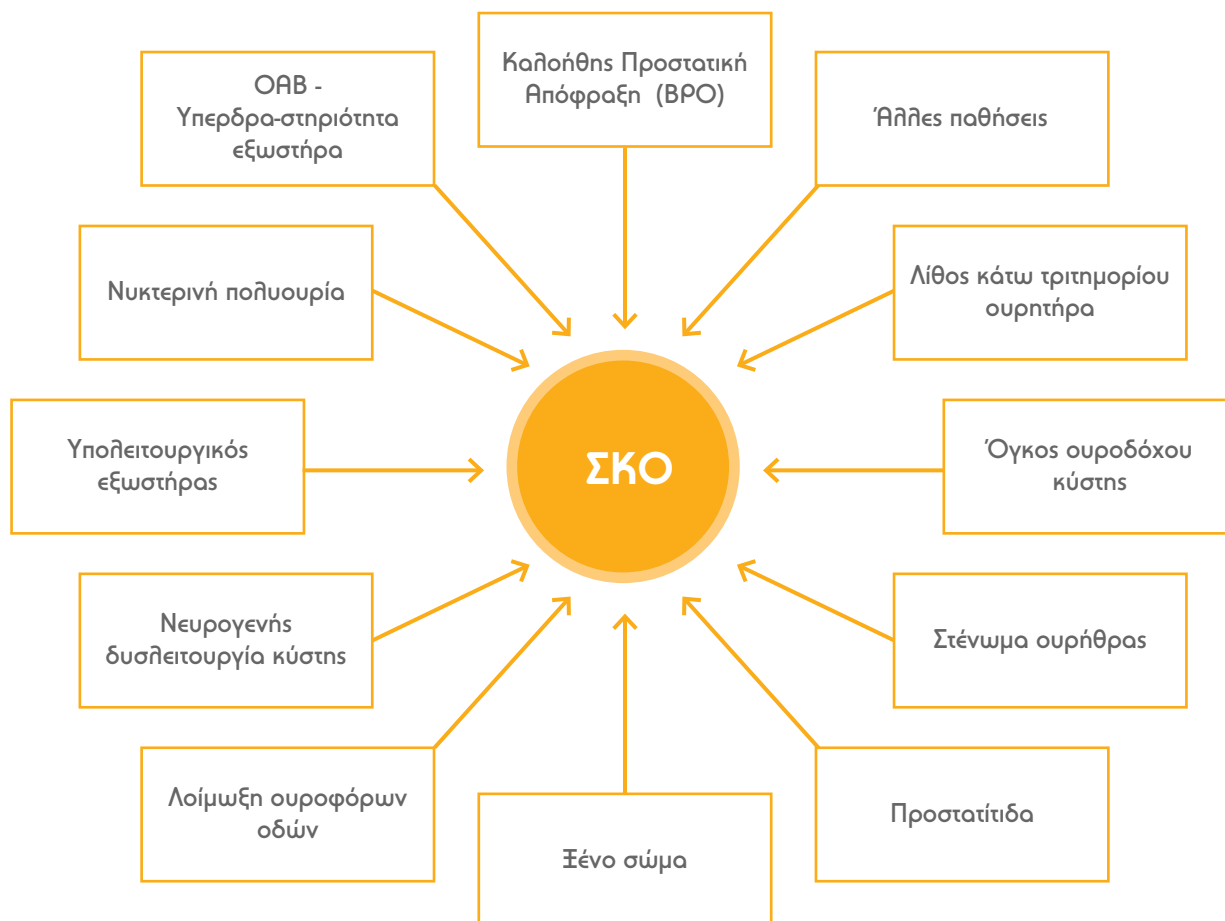 Καλοήθης Προστατική
Απόφραξη (BPO)
OAB -
Υπερδρα-στηριότητα
εξωστήρα
Άλλες παθήσεις
Νυκτερινή πολυουρία
Λίθος κάτω τριτημορίου
ουρητήρα
Υπολειτουργικός
εξωστήρας
ΣΚΟ
Όγκος ουροδόχου
κύστης
Νευρογενής
δυσλειτουργία κύστης
Στένωμα ουρήθρας
Λοίμωξη ουροφόρων
οδών
Ξένο σώμα
Προστατίτιδα